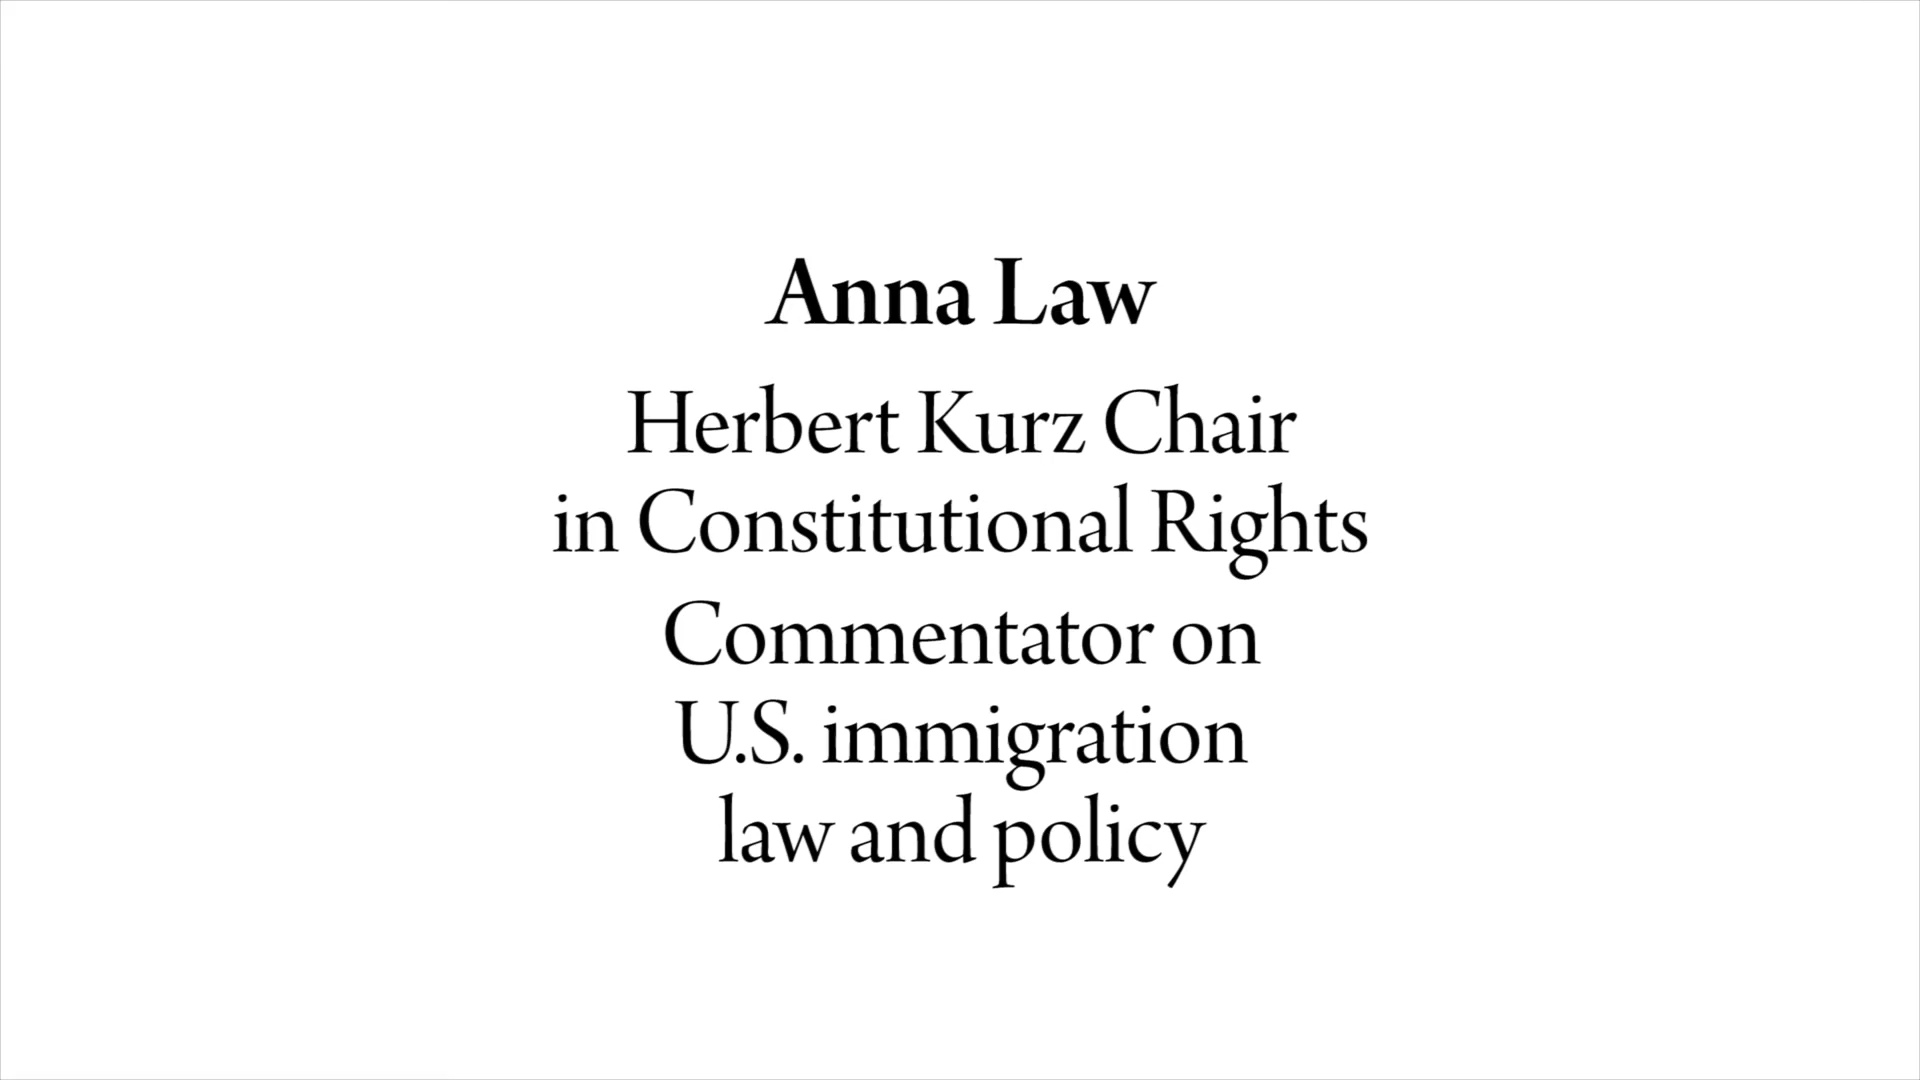 Anna Law
Herbert Kurz Chair
in Constitutional Rights
Commentator on
U.S. immigration
law and policy